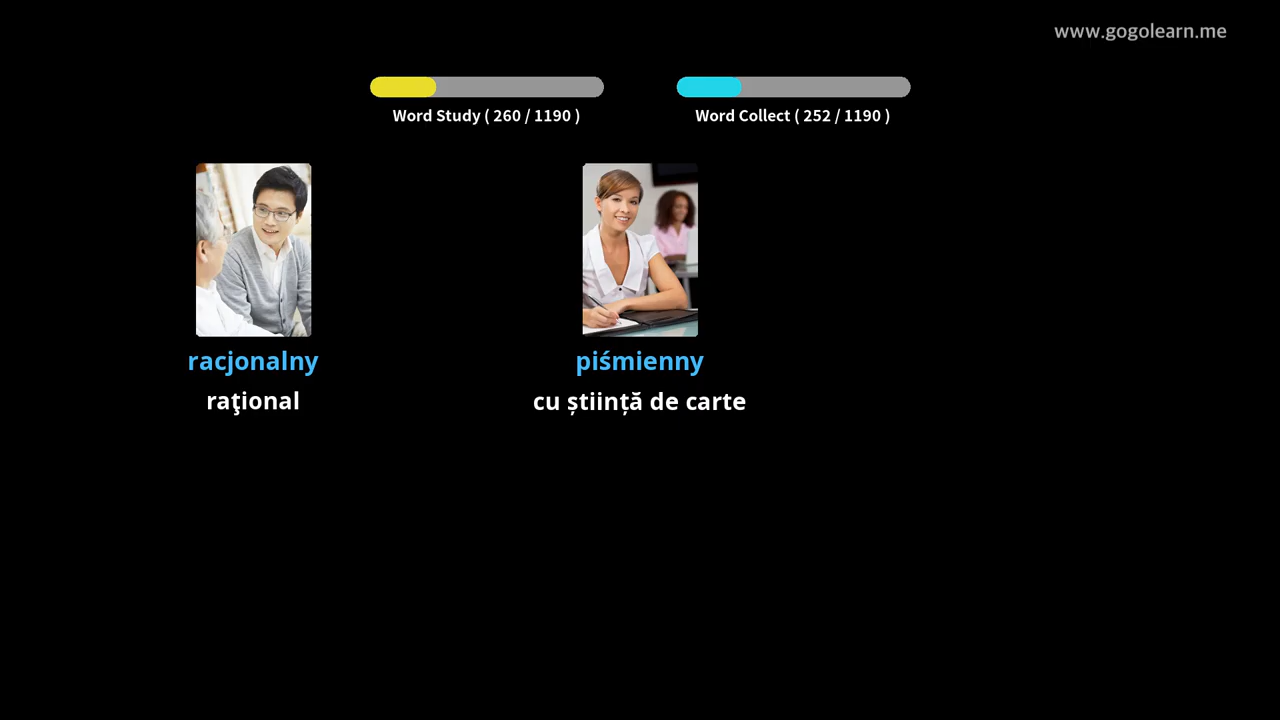 www.gogolearn.me
Word Study ( 260 / 1190 )
Word Collect ( 252 / 1190 )
racjonalny
piśmienny
raţional
cu știință de carte